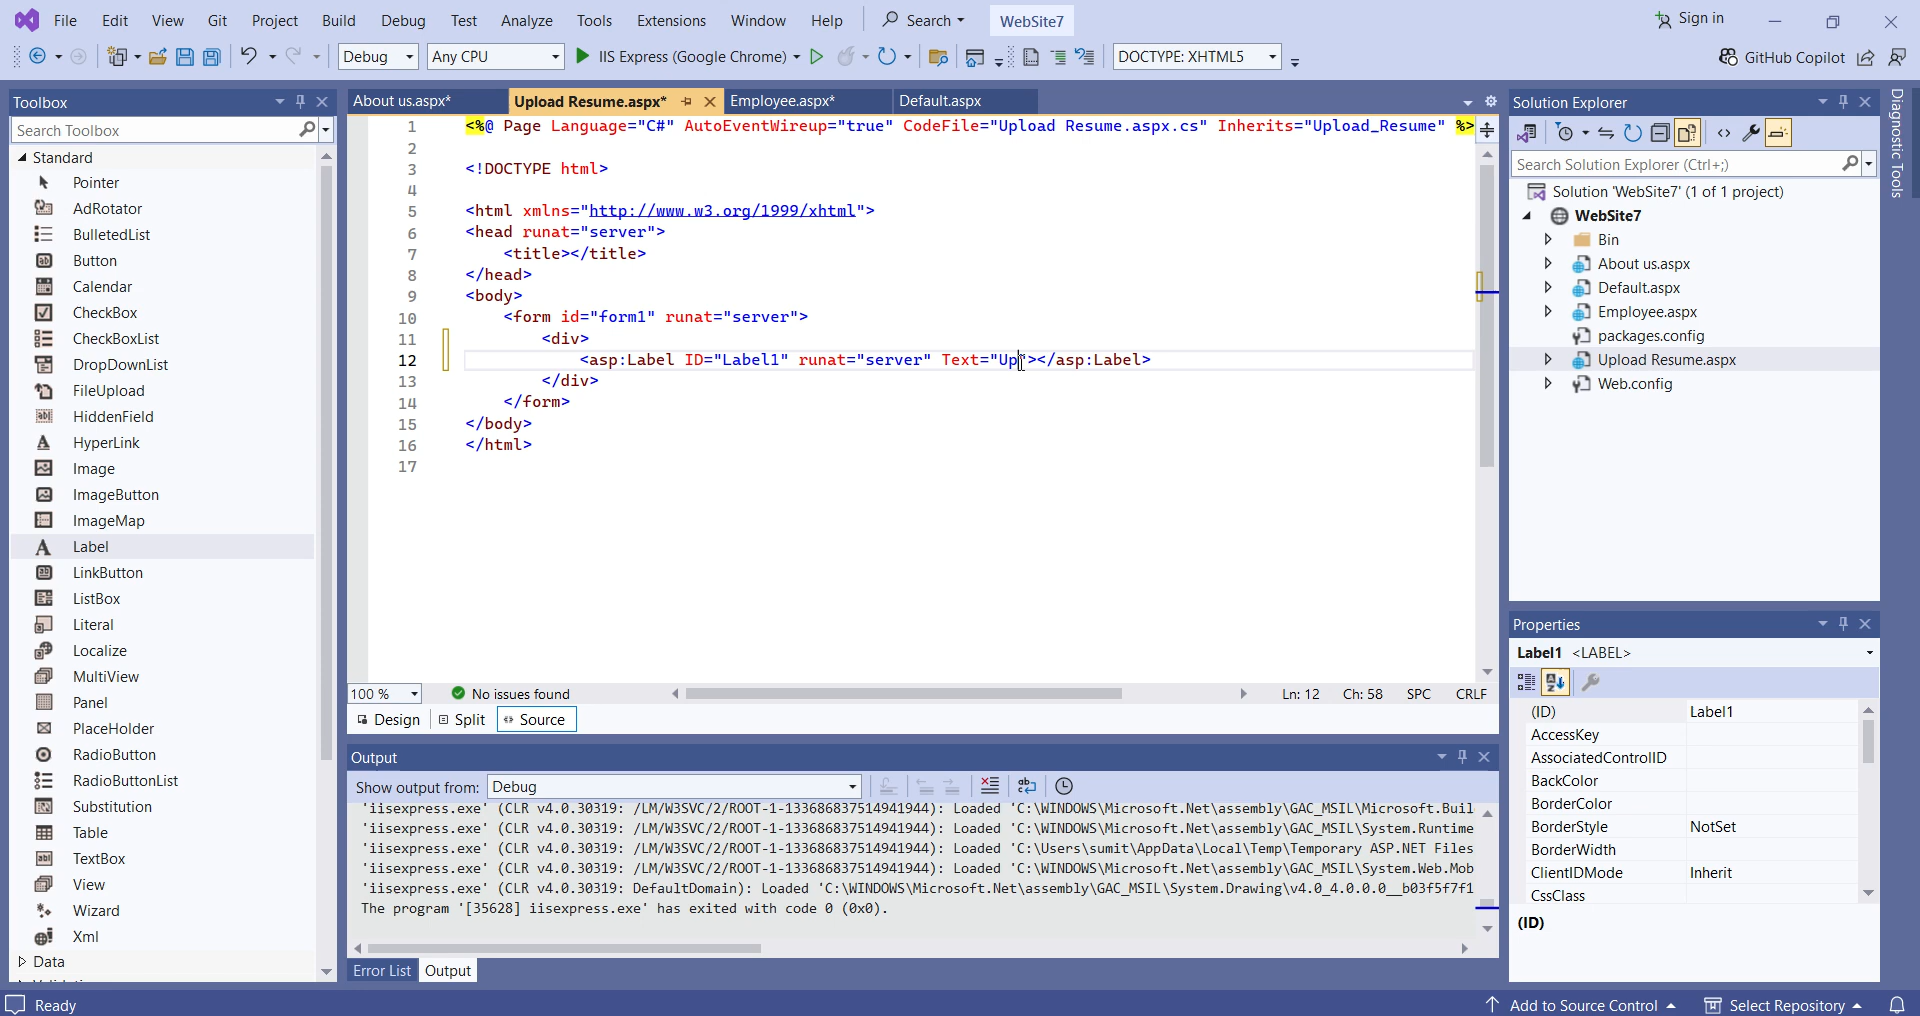 File Edit View Git Project Build Debug Test Analyze Tools Extensions Window Help Search WebSite7 Sign in
Debug Any CPU IIS Express (Google Chrome) DOCTYPE: XHTML5 GitHub Copilot
Toolbox
Search Toolbox
Standard
Pointer
AdRotator
BulletedList
Button
Calendar
CheckBox
CheckBoxList
DropDownList
FileUpload
HiddenField
HyperLink
Image
ImageButton
ImageMap
Label
LinkButton
ListBox
Literal
Localize
MultiView
Panel
PlaceHolder
RadioButton
RadioButtonList
Substitution
Table
TextBox
View
Wizard
Xml
Data
About us.aspx* Upload Resume.aspx* Employee.aspx* Default.aspx
1 <%@ Page Language="C#" AutoEventWireup="true" CodeFile="Upload Resume.aspx.cs" Inherits="Upload_Resume" %>
2
3 <!DOCTYPE html>
4
5 <html xmlns="http://www.w3.org/1999/xhtml">
6 <head runat="server">
7 <title></title>
8 </head>
9 <body>
10 <form id="form1" runat="server">
11 <div>
12 <asp:Label ID="Label1" runat="server" Text="Up"></asp:Label>
13 </div>
14 </form>
15 </body>
16 </html>
17
100 % No issues found Ln: 12 Ch: 58 SPC CRLF
Design Split Source
Output
Show output from: Debug
'iisexpress.exe' (CLR v4.0.30319: /LM/W3SVC/2/ROOT-1-133686837514941944): Loaded 'C:\WINDOWS\Microsoft.Net\assembly\GAC_MSIL\Microsoft.Buil
'iisexpress.exe' (CLR v4.0.30319: /LM/W3SVC/2/ROOT-1-133686837514941944): Loaded 'C:\WINDOWS\Microsoft.Net\assembly\GAC_MSIL\System.Runtime
'iisexpress.exe' (CLR v4.0.30319: /LM/W3SVC/2/ROOT-1-133686837514941944): Loaded 'C:\Users\sumit\AppData\Local\Temp\Temporary ASP.NET Files
'iisexpress.exe' (CLR v4.0.30319: /LM/W3SVC/2/ROOT-1-133686837514941944): Loaded 'C:\WINDOWS\Microsoft.Net\assembly\GAC_MSIL\System.Web.Mob
'iisexpress.exe' (CLR v4.0.30319: DefaultDomain): Loaded 'C:\WINDOWS\Microsoft.Net\assembly\GAC_MSIL\System.Drawing\v4.0_4.0.0.0__b03f5f7f1
The program '[35628] iisexpress.exe' has exited with code 0 (0x0).
Error List Output
Solution Explorer
Search Solution Explorer (Ctrl+;)
Solution 'WebSite7' (1 of 1 project)
WebSite7
Bin
About us.aspx
Default.aspx
Employee.aspx
packages.config
Upload Resume.aspx
Web.config
Properties
Label1 <LABEL>
(ID) Label1
AccessKey
AssociatedControlID
BackColor
BorderColor
BorderStyle NotSet
BorderWidth
ClientIDMode Inherit
CssClass
(ID)
Diagnostic Tools
Ready Add to Source Control Select Repository